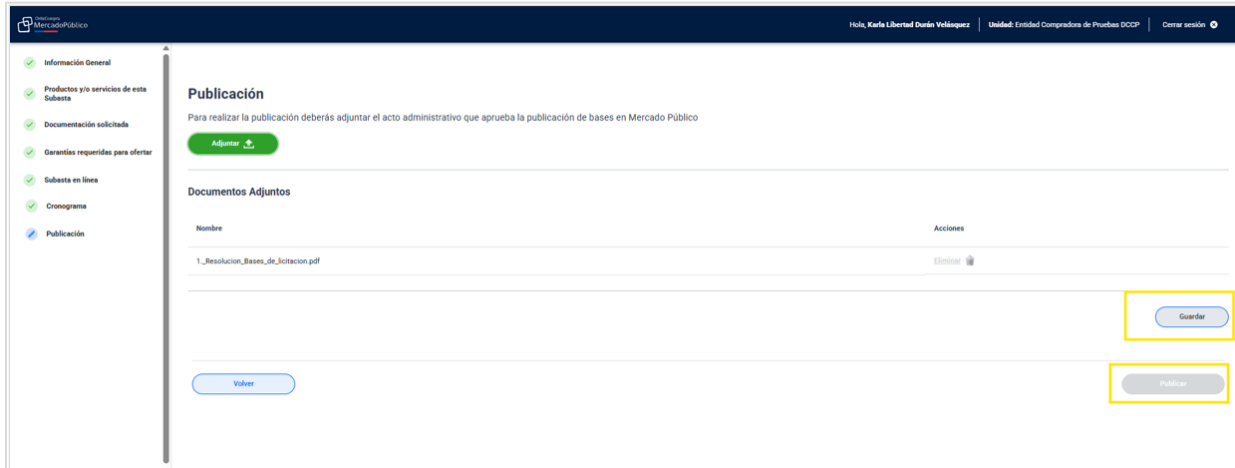 ChileCompra
MercadoPúblico
Hola, Karla Libertad Durán Velásquez
Unidad: Entidad Compradora de Pruebas DCCP
Cerrar sesión
Información General
Productos y/o servicios de esta
Subasta
Documentación solicitada
Garantías requeridas para ofertar
Subasta en línea
Cronograma
Publicación
Publicación
Para realizar la publicación deberás adjuntar el acto administrativo que aprueba la publicación de bases en Mercado Público
Adjuntar
Documentos Adjuntos
Nombre
Acciones
1._Resolucion_Bases_de_licitacion.pdf
Eliminar
Guardar
Volver
Publicar